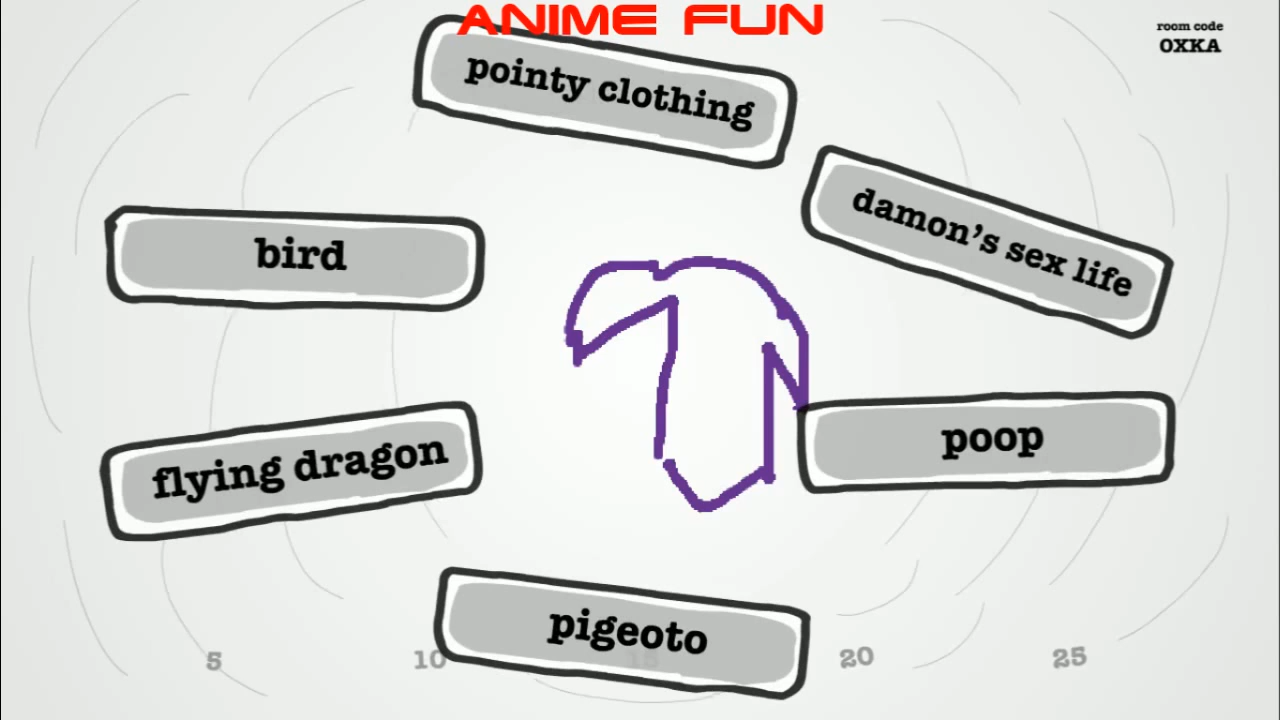 ANIME FUN
room code
OXKA
pointy clothing
damon's sex life
bird
poop
flying dragon
pigeoto
5
10
15
20
25